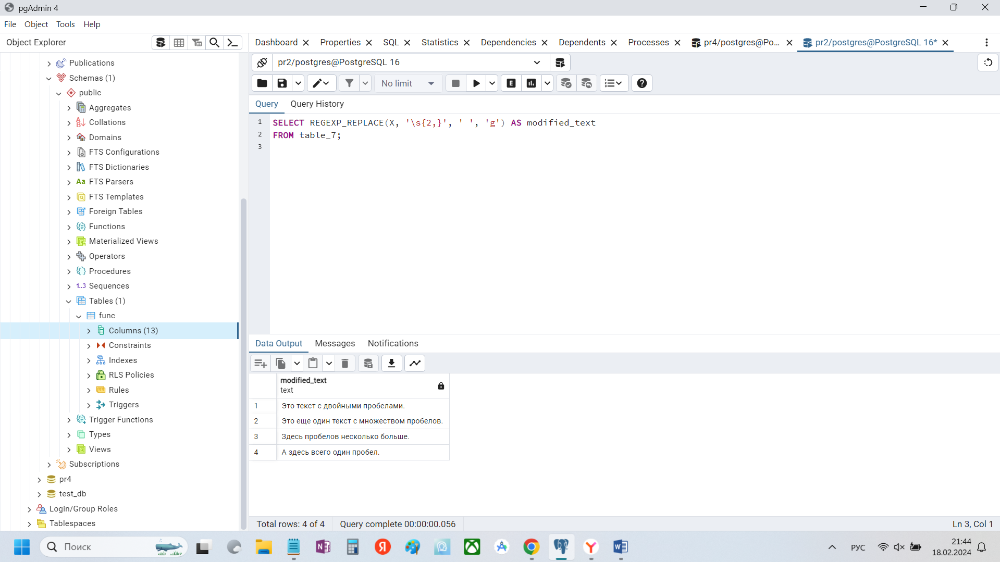 pgAdmin 4
File Object Tools Help
Object Explorer
Dashboard Properties SQL Statistics Dependencies Dependents Processes pr4/postgres@Po... pr2/postgres@PostgreSQL 16*
pr2/postgres@PostgreSQL 16
No limit
E
Query Query History
1 SELECT REGEXP_REPLACE(X, '\s{2,}', ' ', 'g') AS modified_text
2 FROM table_7;
3
Publications
Schemas (1)
public
Aggregates
Collations
Domains
FTS Configurations
FTS Dictionaries
Aa FTS Parsers
FTS Templates
Foreign Tables
Functions
Materialized Views
Operators
Procedures
1..3 Sequences
Tables (1)
func
Columns (13)
Constraints
Indexes
RLS Policies
Rules
Triggers
Trigger Functions
Types
Views
Subscriptions
pr4
test_db
Login/Group Roles
Tablespaces
Data Output Messages Notifications
modified_text
text
1 Это текст с двойными пробелами.
2 Это еще один текст с множеством пробелов.
3 Здесь пробелов несколько больше.
4 А здесь всего один пробел.
Total rows: 4 of 4 Query complete 00:00:00.056 Ln 3, Col 1
Поиск
РУС
21:44
18.02.2024